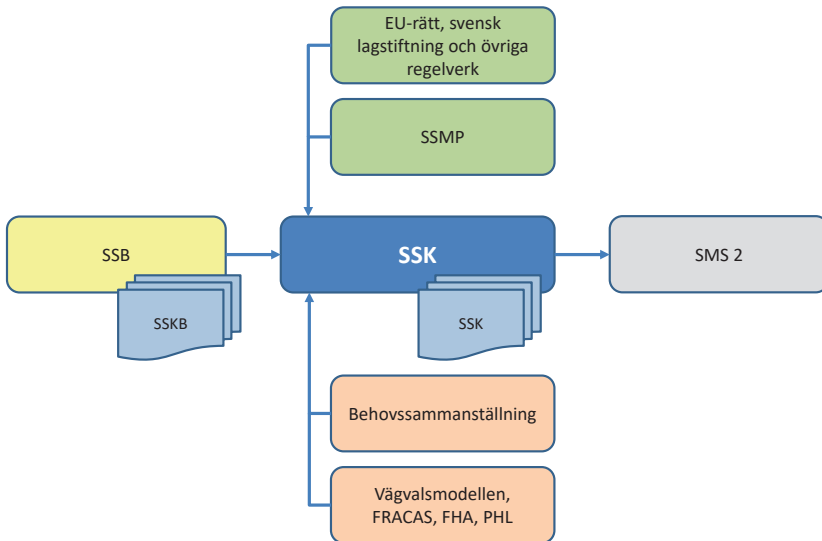 EU-rätt, svensk
lagstiftning och övriga
regelverk
SSMP
SSB
SSKB
SSK
SSK
SMS 2
Behovssammanställning
Vägvalsmodellen,
FRACAS, FHA, PHL